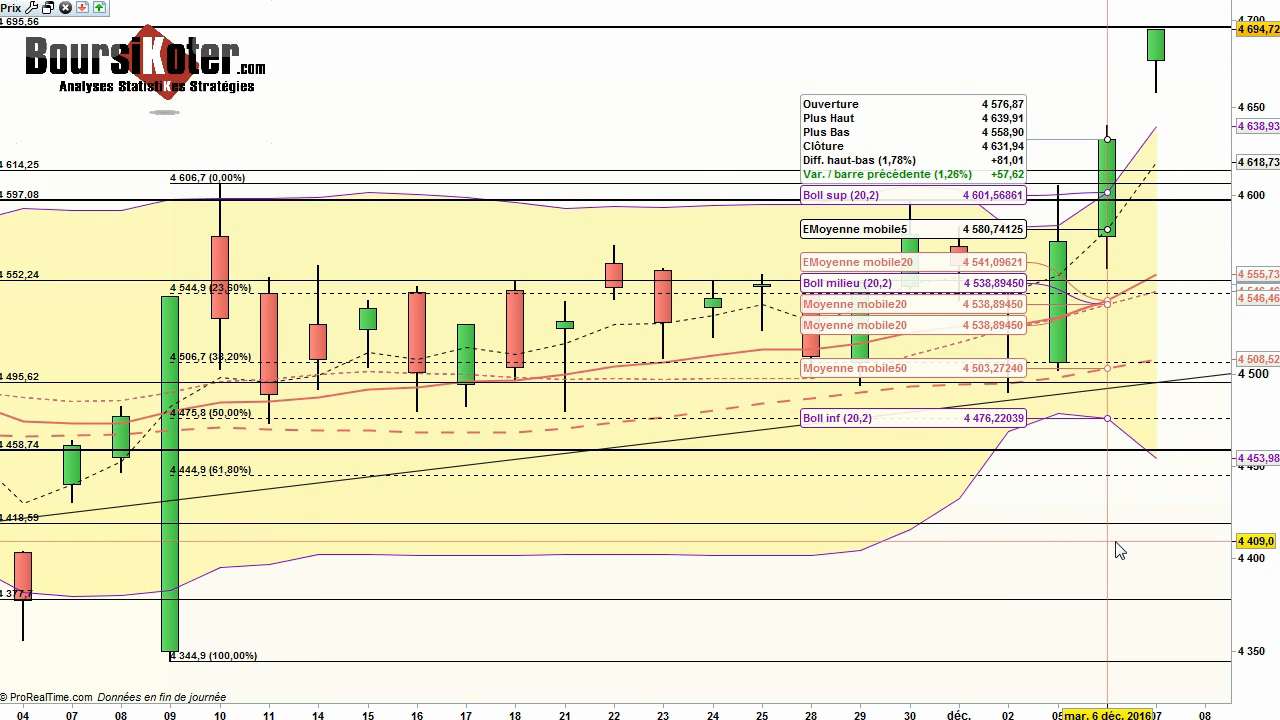 Prix
4 695,56
BoursiKoter.com
Analyses StatistiKes Stratégies
4 700
4 694,72
Ouverture 4 576,87
Plus Haut 4 639,91
Plus Bas 4 558,90
Clôture 4 631,94
Diff. haut-bas (1,78%) +81,01
Var. / barre précédente (1,26%) +57,62
4 650
4 638,93
4 614,25
4 618,73
4 606,7 (0,00%)
4 597,08
Boll sup (20,2) 4 601,56861
4 600
EMoyenne mobile5 4 580,74125
EMoyenne mobile20 4 541,09621
4 552,24
4 555,73
Boll milieu (20,2) 4 538,89450
4 544,9 (23,60%)
Moyenne mobile20 4 538,89450
4 546,46
Moyenne mobile20 4 538,89450
4 506,7 (38,20%)
4 508,52
Moyenne mobile50 4 503,27240
4 495,62
4 500
4 475,8 (50,00%)
Boll inf (20,2) 4 476,22039
4 458,74
4 453,98
4 450
4 444,9 (61,80%)
4 418,59
4 409,0
4 400
4 377,7
4 344,9 (100,00%)
4 350
© ProRealTime.com Données en fin de journée
04 07 08 09 10 11 14 15 16 17 18 21 22 23 24 25 28 29 30 déc. 02 05 mar. 6 déc. 2016 07 08